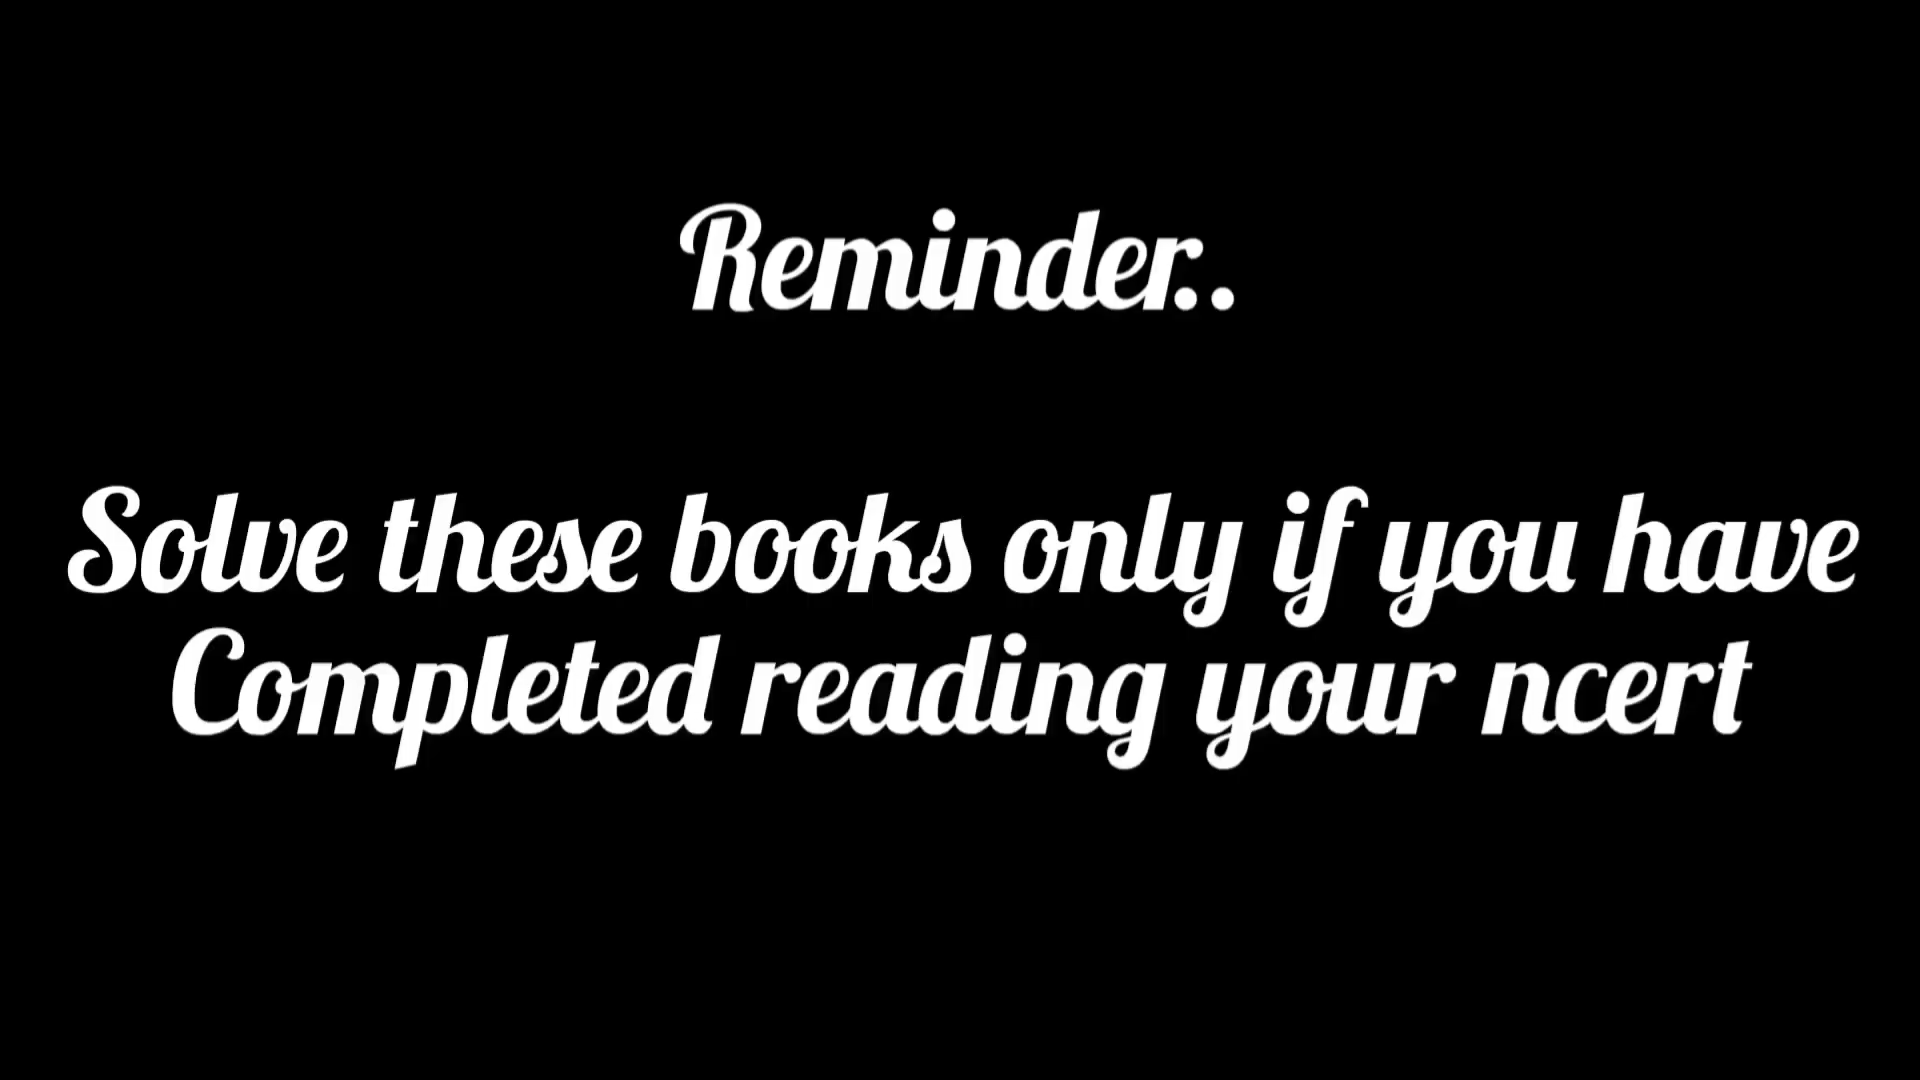 Reminder..
Solve these books only if you have
Completed reading your ncert